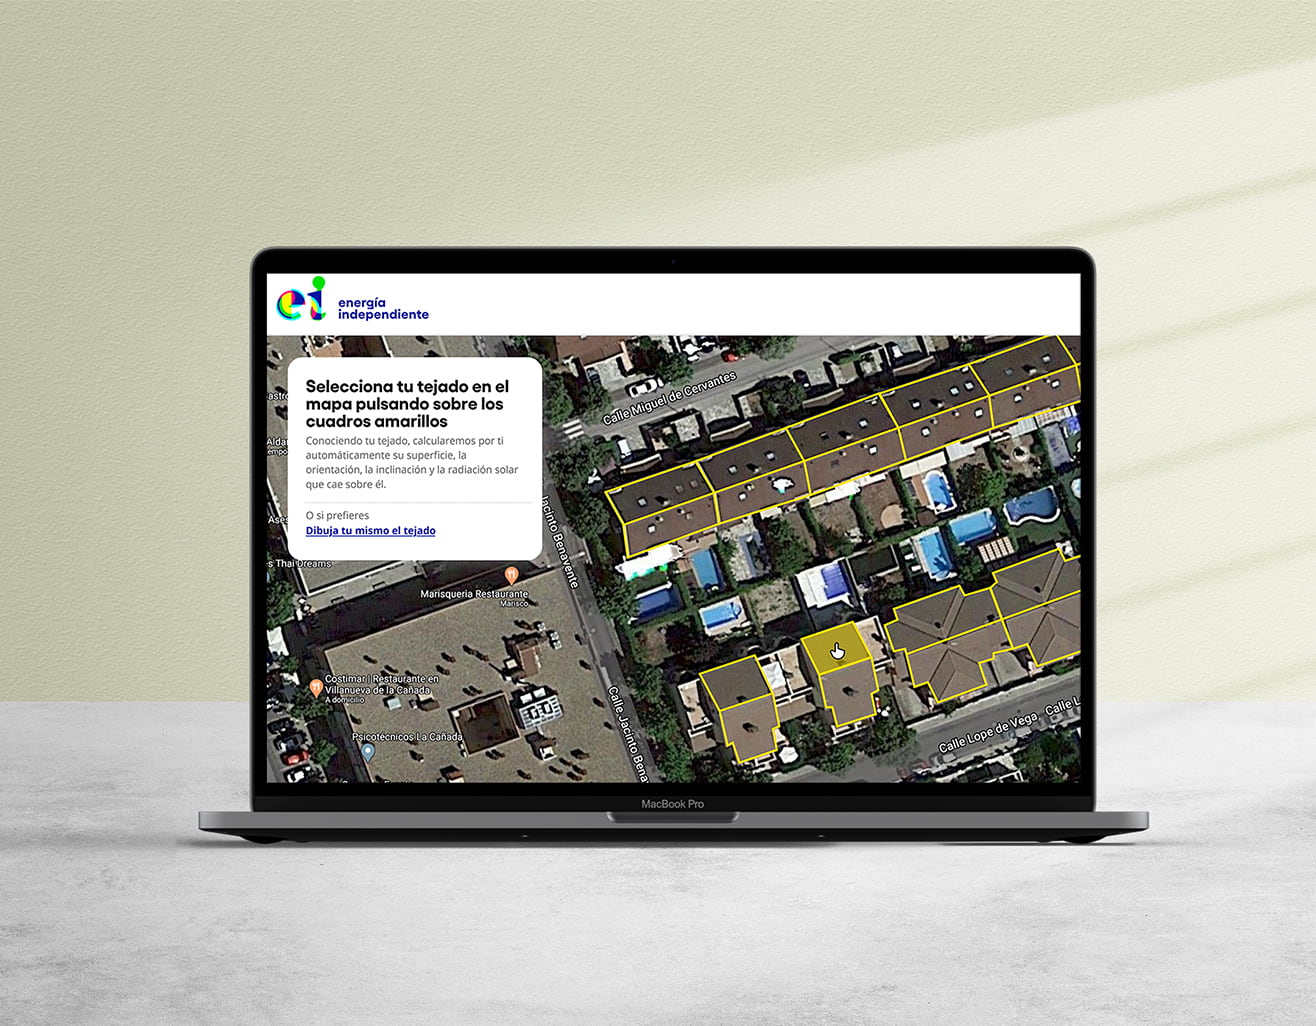 ei
energía
independiente
Selecciona tu tejado en el
mapa pulsando sobre los
cuadros amarillos
Conociendo tu tejado, calcularemos por ti
automáticamente su superficie, la
orientación, la inclinación y la radiación solar
que cae sobre él.
O si prefieres
Dibuja tu mismo el tejado
Calle Miguel de Cervantes
Jacinto Benavente
s Thai Dreams
Marisqueria Restaurante
Marisco
Costimar | Restaurante en
Villanueva de la Cañada
A domicilio
Psicotécnicos La Cañada
Calle Jacinto Bena
Calle Lope de Vega,
Calle L
MacBook Pro